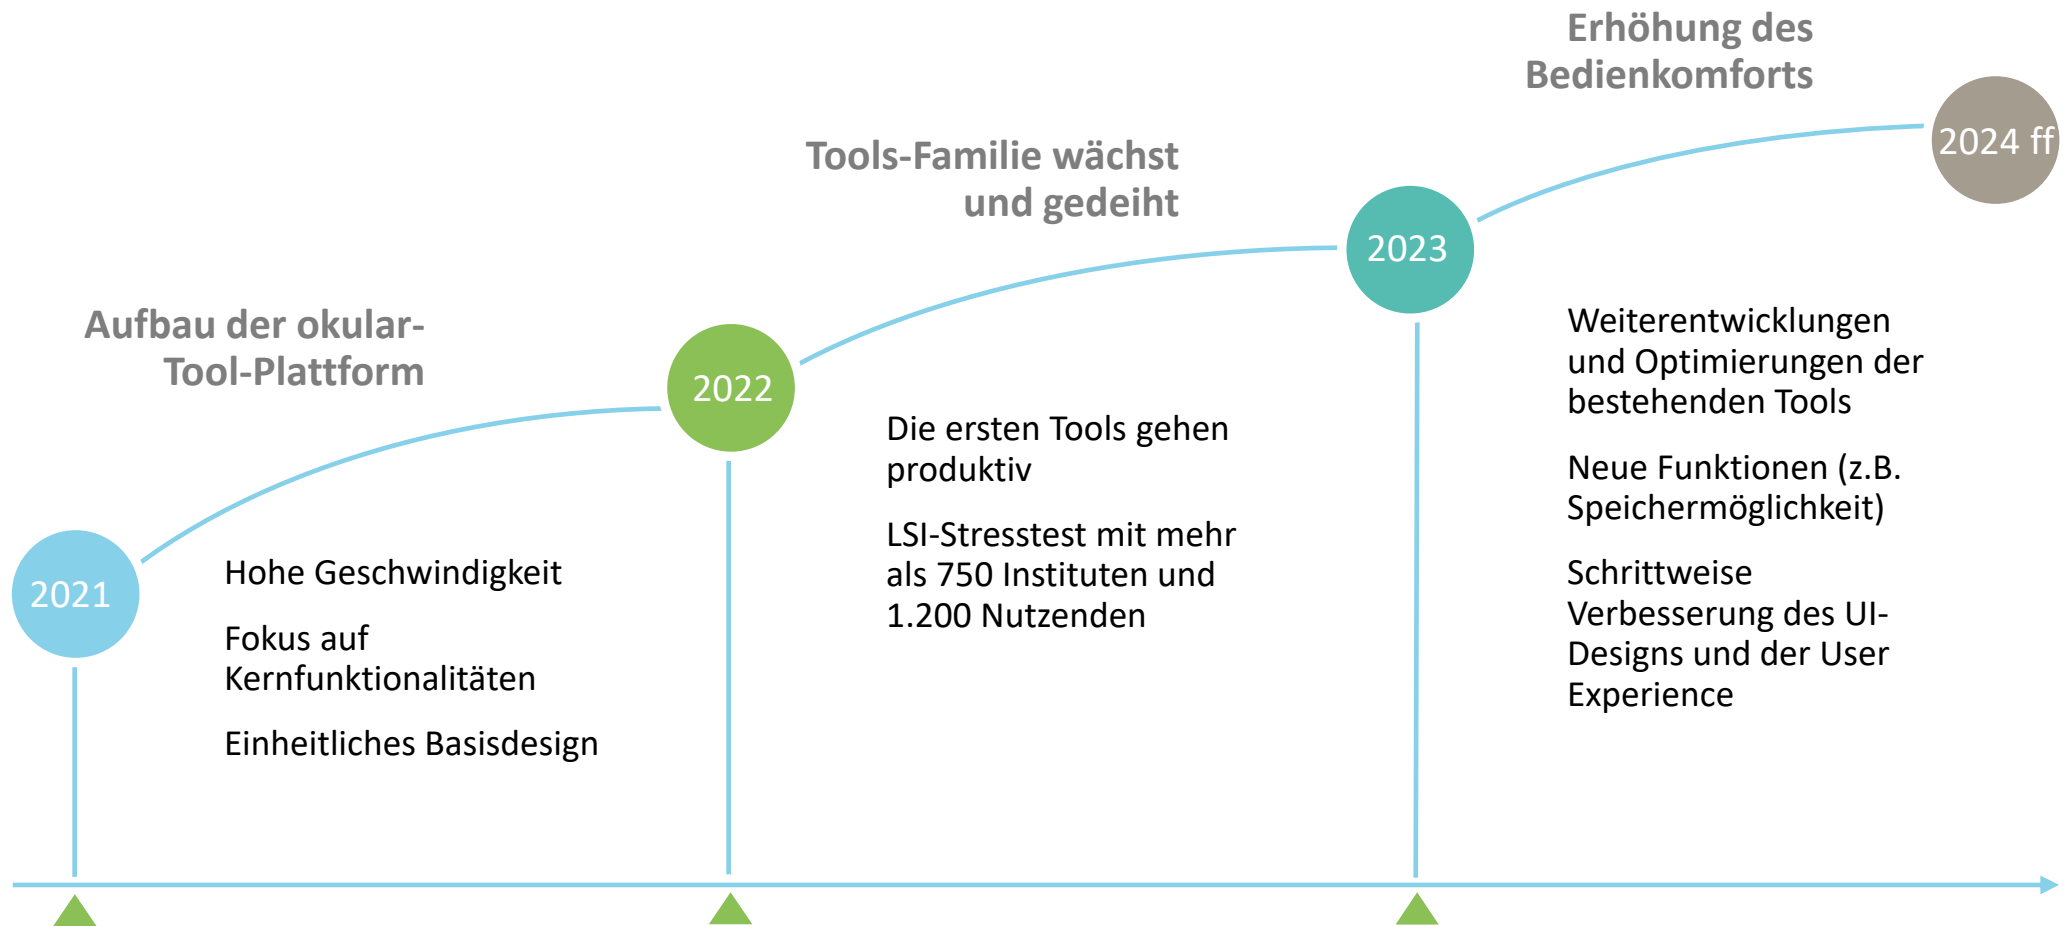 Aufbau der okular-
Tool-Plattform
2021
Hohe Geschwindigkeit
Fokus auf
Kernfunktionalitäten
Einheitliches Basisdesign
Tools-Familie wächst
und gedeiht
2022
Die ersten Tools gehen
produktiv
LSI-Stresstest mit mehr
als 750 Instituten und
1.200 Nutzenden
Erhöhung des
Bedienkomforts
2023
Weiterentwicklungen
und Optimierungen der
bestehenden Tools
Neue Funktionen (z.B.
Speichermöglichkeit)
Schrittweise
Verbesserung des UI-
Designs und der User
Experience
2024 ff